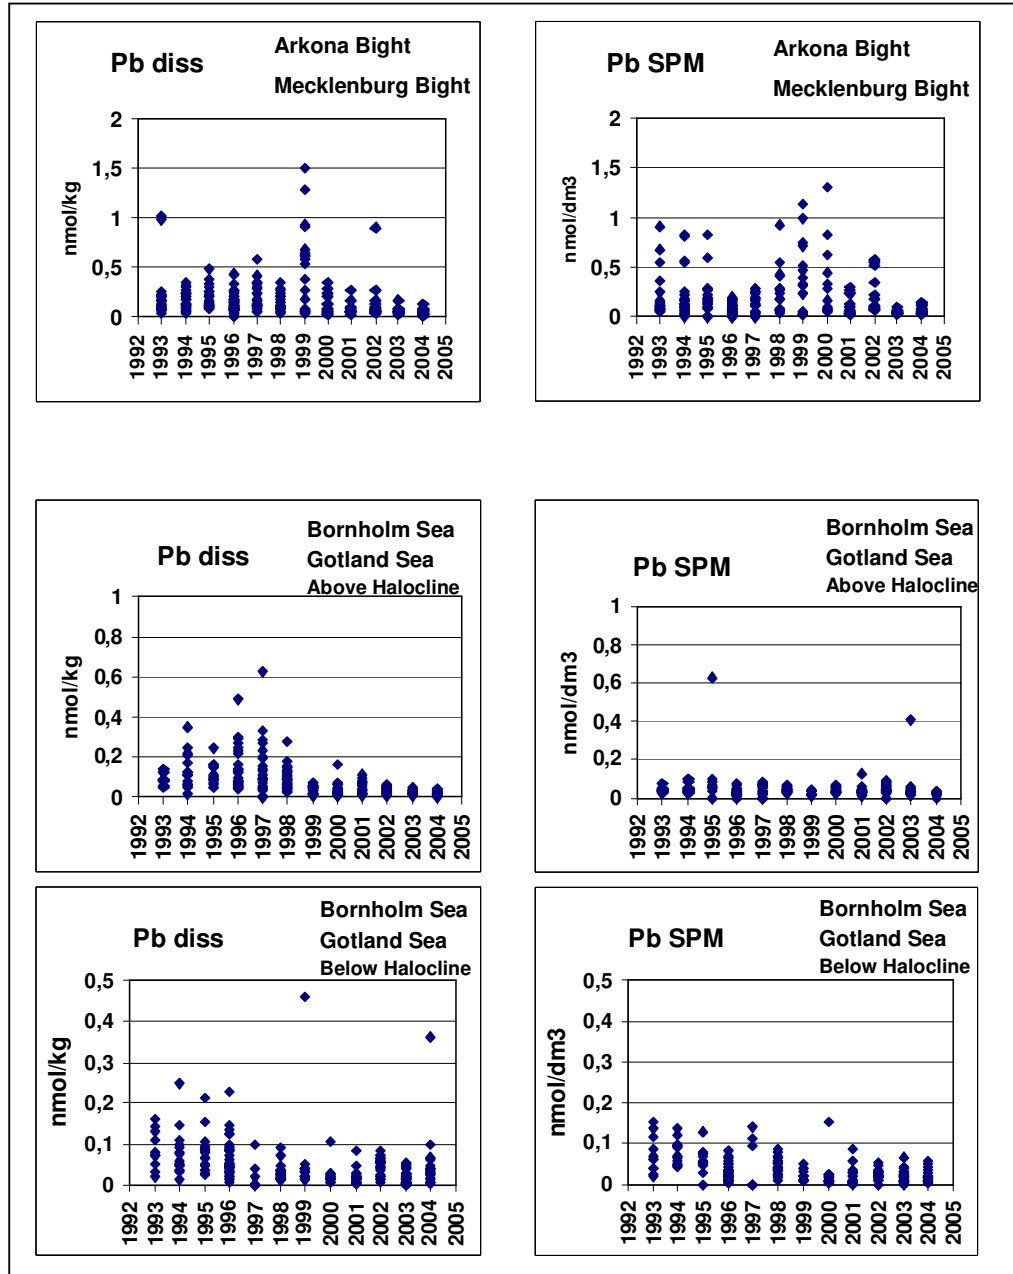 Pb diss
Arkona Bight
Mecklenburg Bight
2
1,5
1
0,5
0
nmol/kg
1992 1993 1994 1995 1996 1997 1998 1999 2000 2001 2002 2003 2004 2005
Pb SPM
Arkona Bight
Mecklenburg Bight
2
1,5
1
0,5
0
nmol/dm3
1992 1993 1994 1995 1996 1997 1998 1999 2000 2001 2002 2003 2004 2005
Pb diss
Bornholm Sea
Gotland Sea
Above Halocline
1
0,8
0,6
0,4
0,2
0
nmol/kg
1992 1993 1994 1995 1996 1997 1998 1999 2000 2001 2002 2003 2004 2005
Pb SPM
Bornholm Sea
Gotland Sea
Above Halocline
1
0,8
0,6
0,4
0,2
0
nmol/dm3
1992 1993 1994 1995 1996 1997 1998 1999 2000 2001 2002 2003 2004 2005
Pb diss
Bornholm Sea
Gotland Sea
Below Halocline
0,5
0,4
0,3
0,2
0,1
0
nmol/kg
1992 1993 1994 1995 1996 1997 1998 1999 2000 2001 2002 2003 2004 2005
Pb SPM
Bornholm Sea
Gotland Sea
Below Halocline
0,5
0,4
0,3
0,2
0,1
0
nmol/dm3
1992 1993 1994 1995 1996 1997 1998 1999 2000 2001 2002 2003 2004 2005